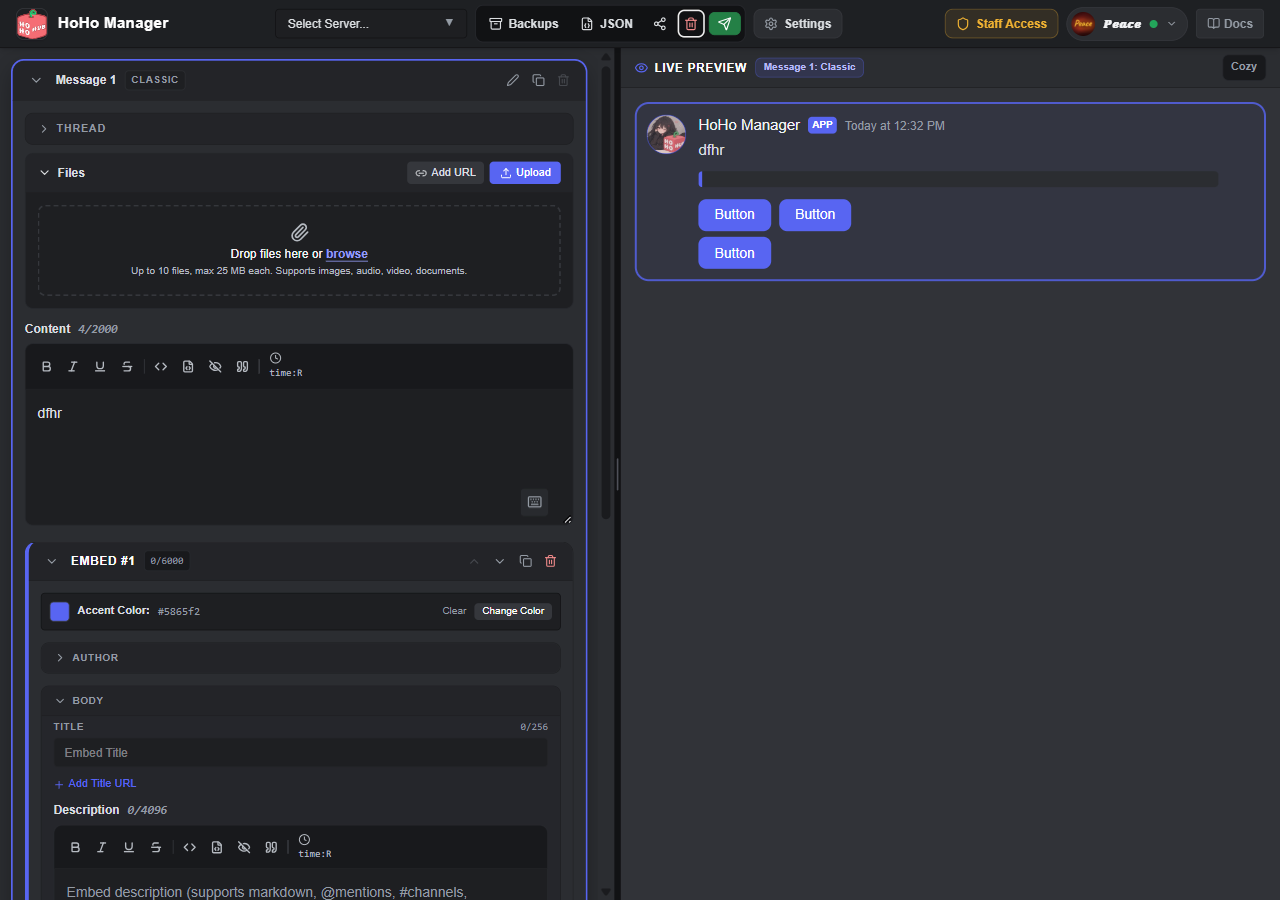 HoHo Manager
Select Server...
Backups
JSON
Settings
Staff Access
Peace
Docs
Message 1 CLASSIC
THREAD
Files
Add URL
Upload
Drop files here or browse
Up to 10 files, max 25 MB each. Supports images, audio, video, documents.
Content 4/2000
time:R
dfhr
EMBED #1 0/6000
Accent Color: #5865f2
Clear
Change Color
AUTHOR
BODY
TITLE 0/256
Embed Title
+ Add Title URL
Description 0/4096
time:R
Embed description (supports markdown, @mentions, #channels,
LIVE PREVIEW
Message 1: Classic
Cozy
HoHo Manager APP Today at 12:32 PM
dfhr
Button Button
Button